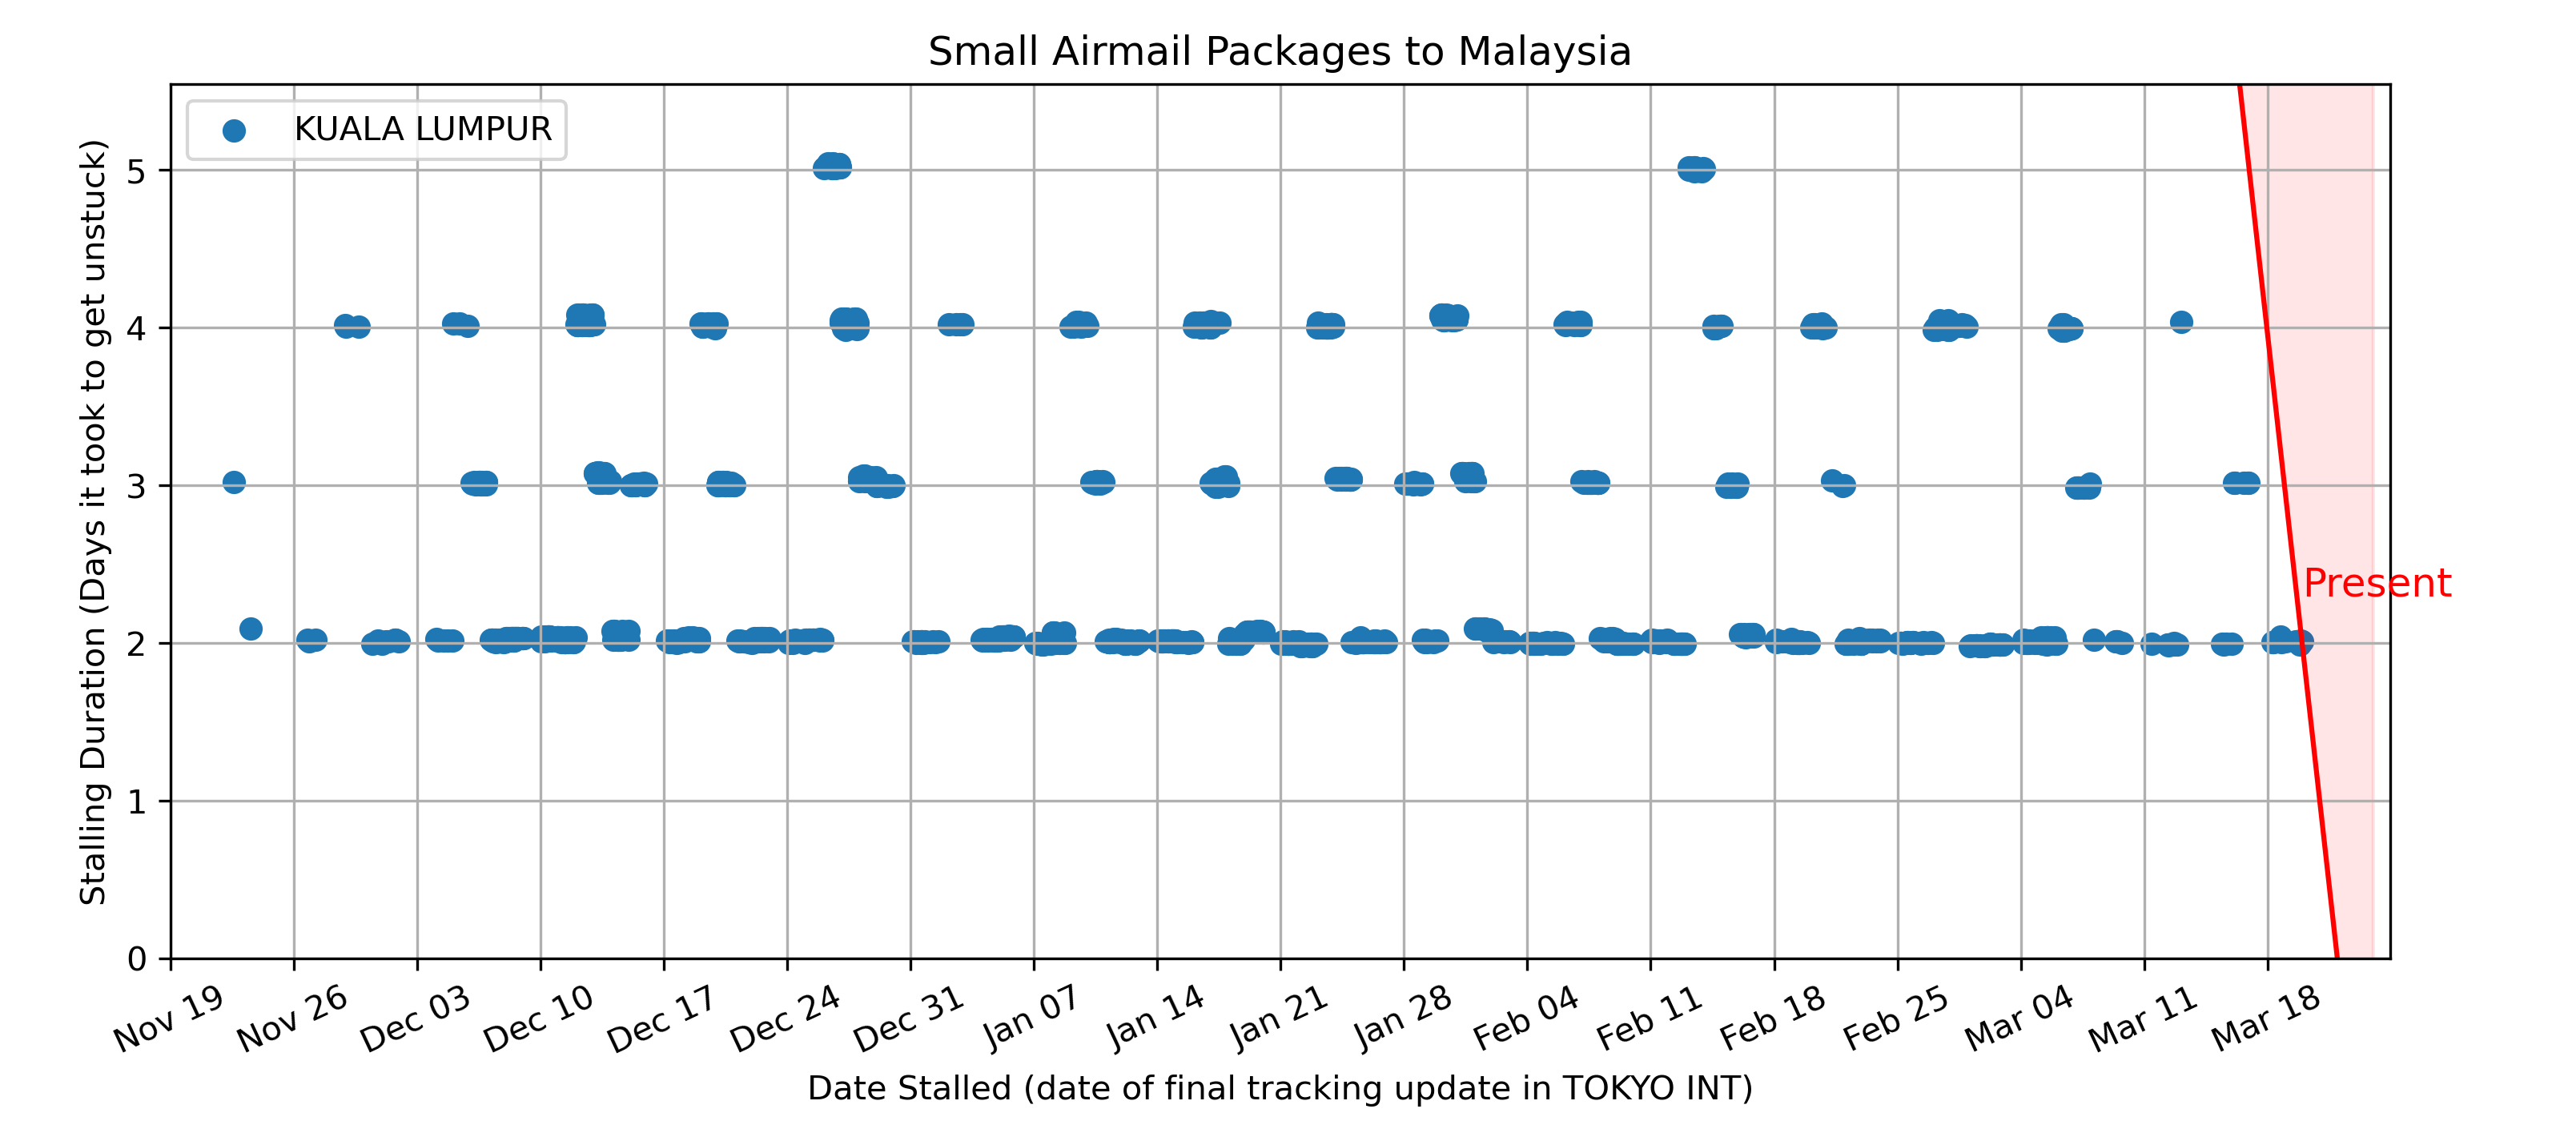 Small Airmail Packages to Malaysia
KUALA LUMPUR
Stalling Duration (Days it took to get unstuck)
5
4
3
2
1
0
Present
Nov 19
Nov 26
Dec 03
Dec 10
Dec 17
Dec 24
Dec 31
Jan 07
Jan 14
Jan 21
Jan 28
Feb 04
Feb 11
Feb 18
Feb 25
Mar 04
Mar 11
Mar 18
Date Stalled (date of final tracking update in TOKYO INT)